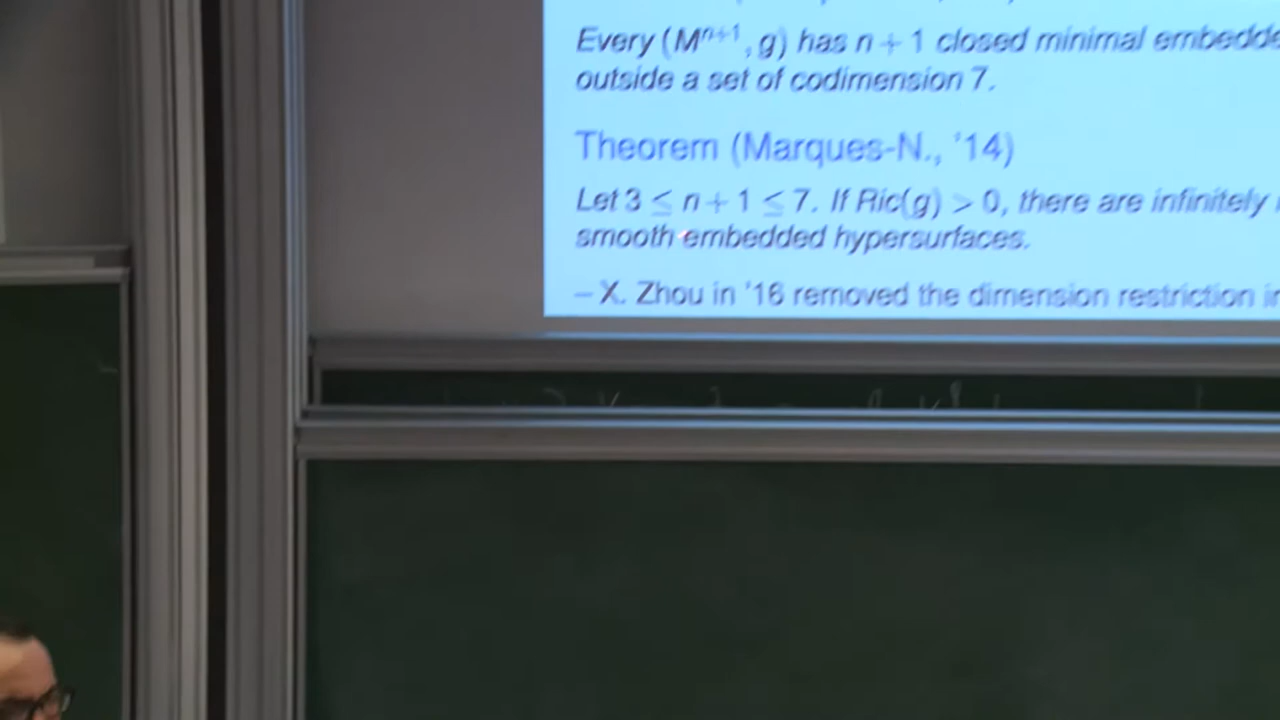 Every (Mⁿ⁺¹, g) has n + 1 closed minimal embedde
outside a set of codimension 7.
Theorem (Marques-N., '14)
Let 3 ≤ n + 1 ≤ 7. If Ric(g) > 0, there are infinitely
smooth embedded hypersurfaces.
– X. Zhou in '16 removed the dimension restriction in